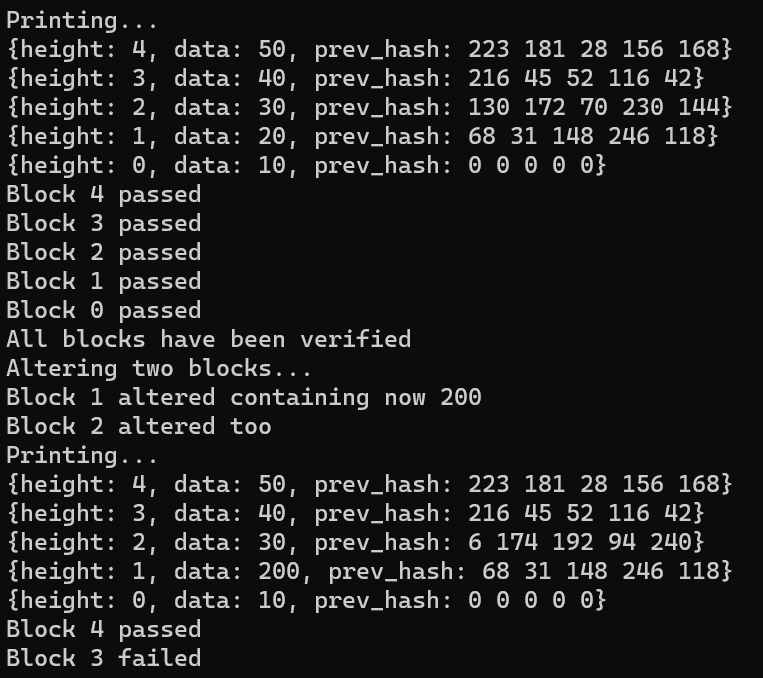 Printing...
{height: 4, data: 50, prev_hash: 223 181 28 156 168}
{height: 3, data: 40, prev_hash: 216 45 52 116 42}
{height: 2, data: 30, prev_hash: 130 172 70 230 144}
{height: 1, data: 20, prev_hash: 68 31 148 246 118}
{height: 0, data: 10, prev_hash: 0 0 0 0 0}
Block 4 passed
Block 3 passed
Block 2 passed
Block 1 passed
Block 0 passed
All blocks have been verified
Altering two blocks...
Block 1 altered containing now 200
Block 2 altered too
Printing...
{height: 4, data: 50, prev_hash: 223 181 28 156 168}
{height: 3, data: 40, prev_hash: 216 45 52 116 42}
{height: 2, data: 30, prev_hash: 6 174 192 94 240}
{height: 1, data: 200, prev_hash: 68 31 148 246 118}
{height: 0, data: 10, prev_hash: 0 0 0 0 0}
Block 4 passed
Block 3 failed